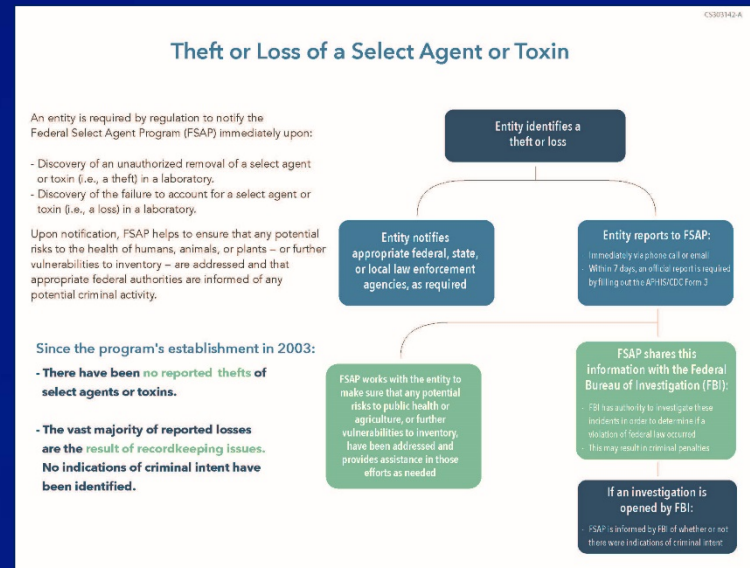 CS303342-A
Theft or Loss of a Select Agent or Toxin
An entity is required by regulation to notify the
Federal Select Agent Program (FSAP) immediately upon:
- Discovery of an unauthorized removal of a select agent
or toxin (i.e., a theft) in a laboratory.
- Discovery of the failure to account for a select agent or
toxin (i.e., a loss) in a laboratory.
Upon notification, FSAP helps to ensure that any potential
risks to the health of humans, animals, or plants – or further
vulnerabilities to inventory – are addressed and that
appropriate federal authorities are informed of any
potential criminal activity.
Since the program's establishment in 2003:
- There have been no reported thefts of
select agents or toxins.
- The vast majority of reported losses
are the result of recordkeeping issues.
No indications of criminal intent have
been identified.
Entity identifies a
theft or loss
Entity notifies
appropriate federal, state,
or local law enforcement
agencies, as required
Entity reports to FSAP:
- Immediately via phone call or email
- Within 7 days, an official report is required
by filling out the APHIS/CDC Form 3
FSAP works with the entity to
make sure that any potential
risks to public health or
agriculture, or further
vulnerabilities to inventory,
have been addressed and
provides assistance in those
efforts as needed
FSAP shares this
information with the Federal
Bureau of Investigation (FBI):
- FBI has authority to investigate these
incidents in order to determine if a
violation of federal law occurred
- This may result in criminal penalties
If an investigation is
opened by FBI:
- FSAP is informed by FBI of whether or not
there were indications of criminal intent